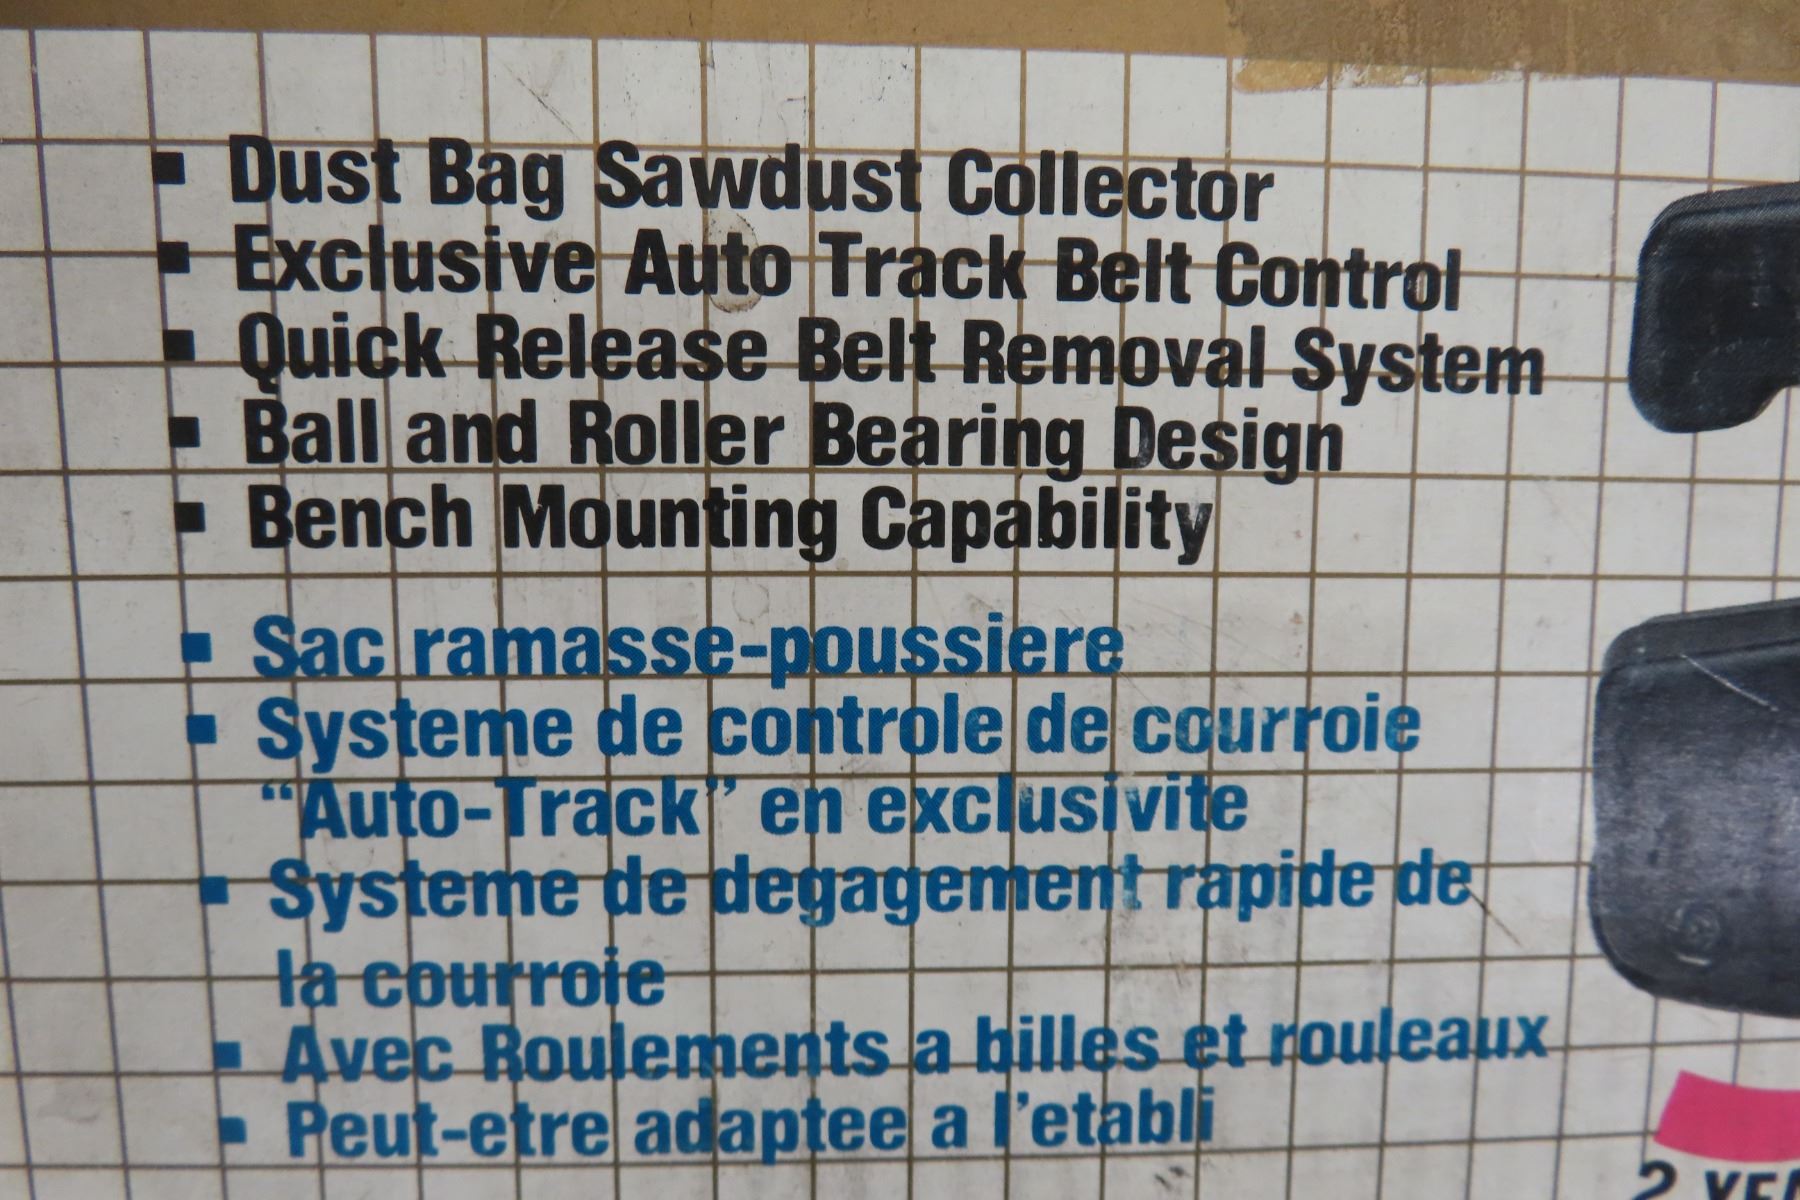 ▪ Dust Bag Sawdust Collector
▪ Exclusive Auto Track Belt Control
▪ Quick Release Belt Removal System
▪ Ball and Roller Bearing Design
▪ Bench Mounting Capability
▪ Sac ramasse-poussiere
▪ Systeme de controle de courroie
“Auto-Track” en exclusivite
▪ Systeme de degagement rapide de
la courroie
▪ Avec Roulements a billes et rouleaux
▪ Peut-etre adaptee a l'etabli
2